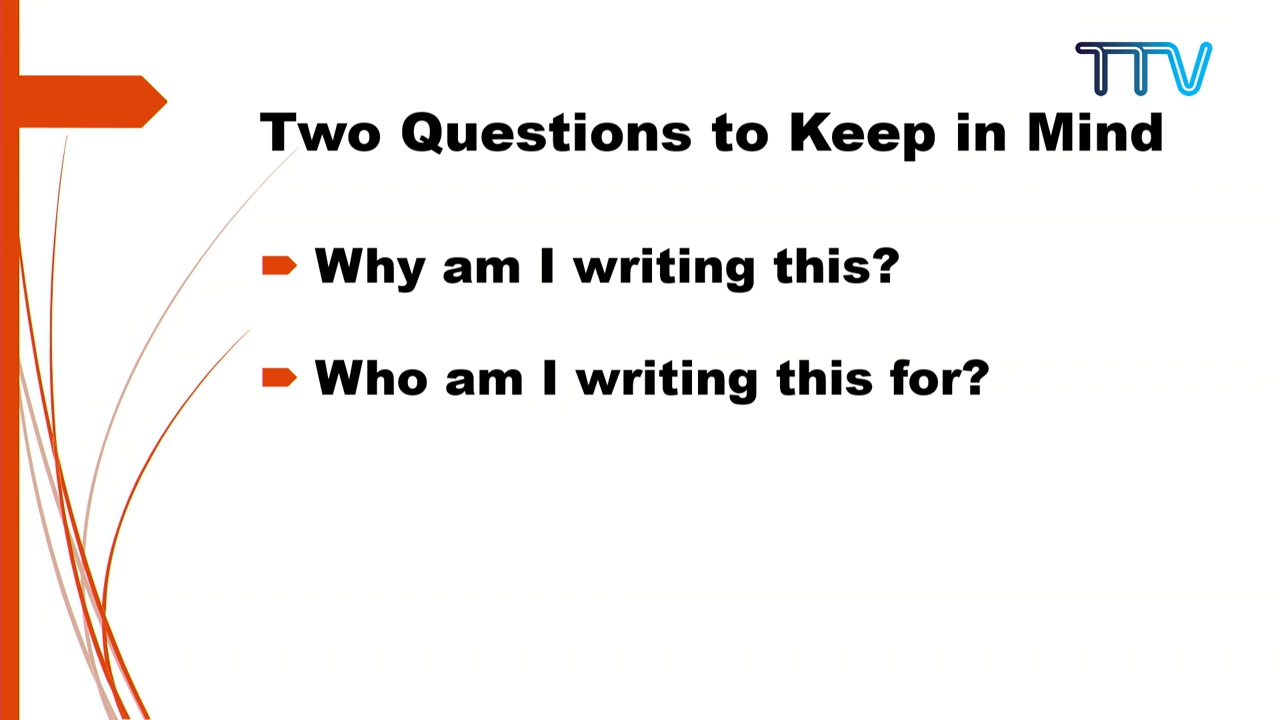 TTV
Two Questions to Keep in Mind
Why am I writing this?
Who am I writing this for?